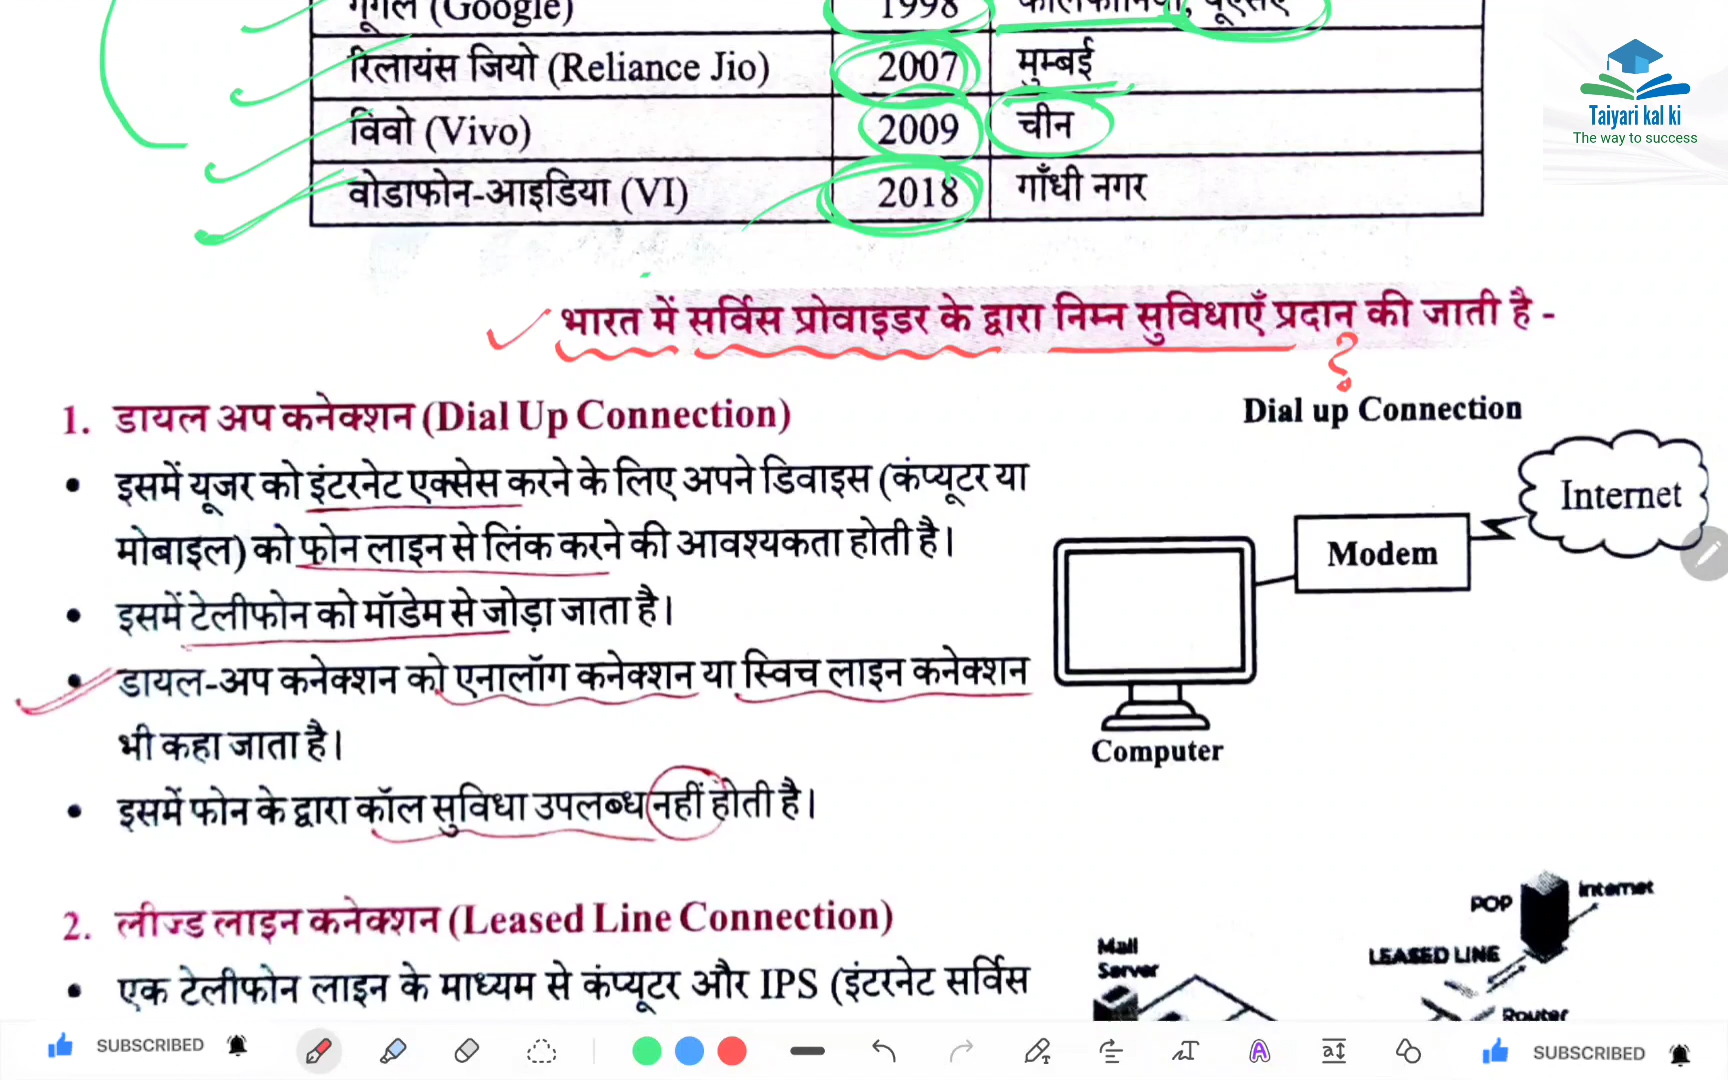 गूगल (Google) 1998 कैलिफोर्निया, यूएसए
रिलायंस जियो (Reliance Jio) 2007 मुम्बई
विवो (Vivo) 2009 चीन
वोडाफोन-आइडिया (VI) 2018 गाँधी नगर
Taiyari kal ki
The way to success
भारत में सर्विस प्रोवाइडर के द्वारा निम्न सुविधाएँ प्रदान की जाती है -
?
1. डायल अप कनेक्शन (Dial Up Connection)
• इसमें यूजर को इंटरनेट एक्सेस करने के लिए अपने डिवाइस (कंप्यूटर या
मोबाइल) को फोन लाइन से लिंक करने की आवश्यकता होती है।
• इसमें टेलीफोन को मॉडेम से जोड़ा जाता है।
• डायल-अप कनेक्शन को एनालॉग कनेक्शन या स्विच लाइन कनेक्शन
भी कहा जाता है।
• इसमें फोन के द्वारा कॉल सुविधा उपलब्ध नहीं होती है।
Dial up Connection
Internet
Modem
Computer
2. लीज्ड लाइन कनेक्शन (Leased Line Connection)
• एक टेलीफोन लाइन के माध्यम से कंप्यूटर और IPS (इंटरनेट सर्विस
POP
Internet
Mail
Server
LEASED LINE
Router
SUBSCRIBED
SUBSCRIBED